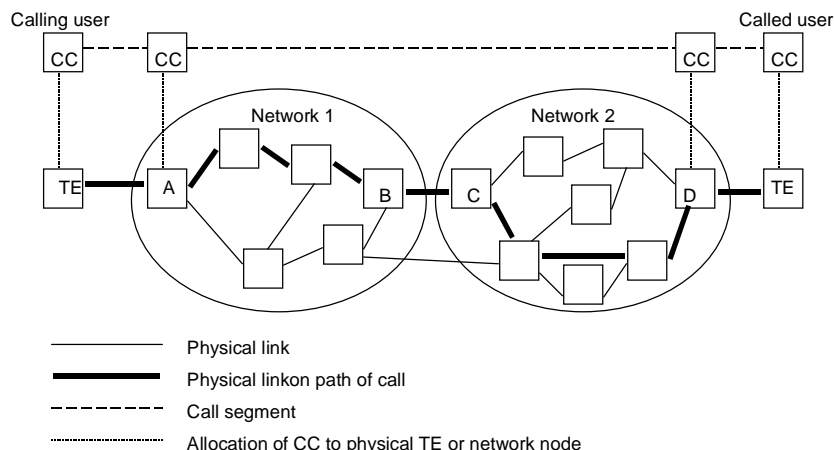 Calling user
Called user
CC
CC
CC
CC
Network 1
Network 2
TE
A
B
C
D
TE
Physical link
Physical linkon path of call
Call segment
Allocation of CC to physical TE or network node